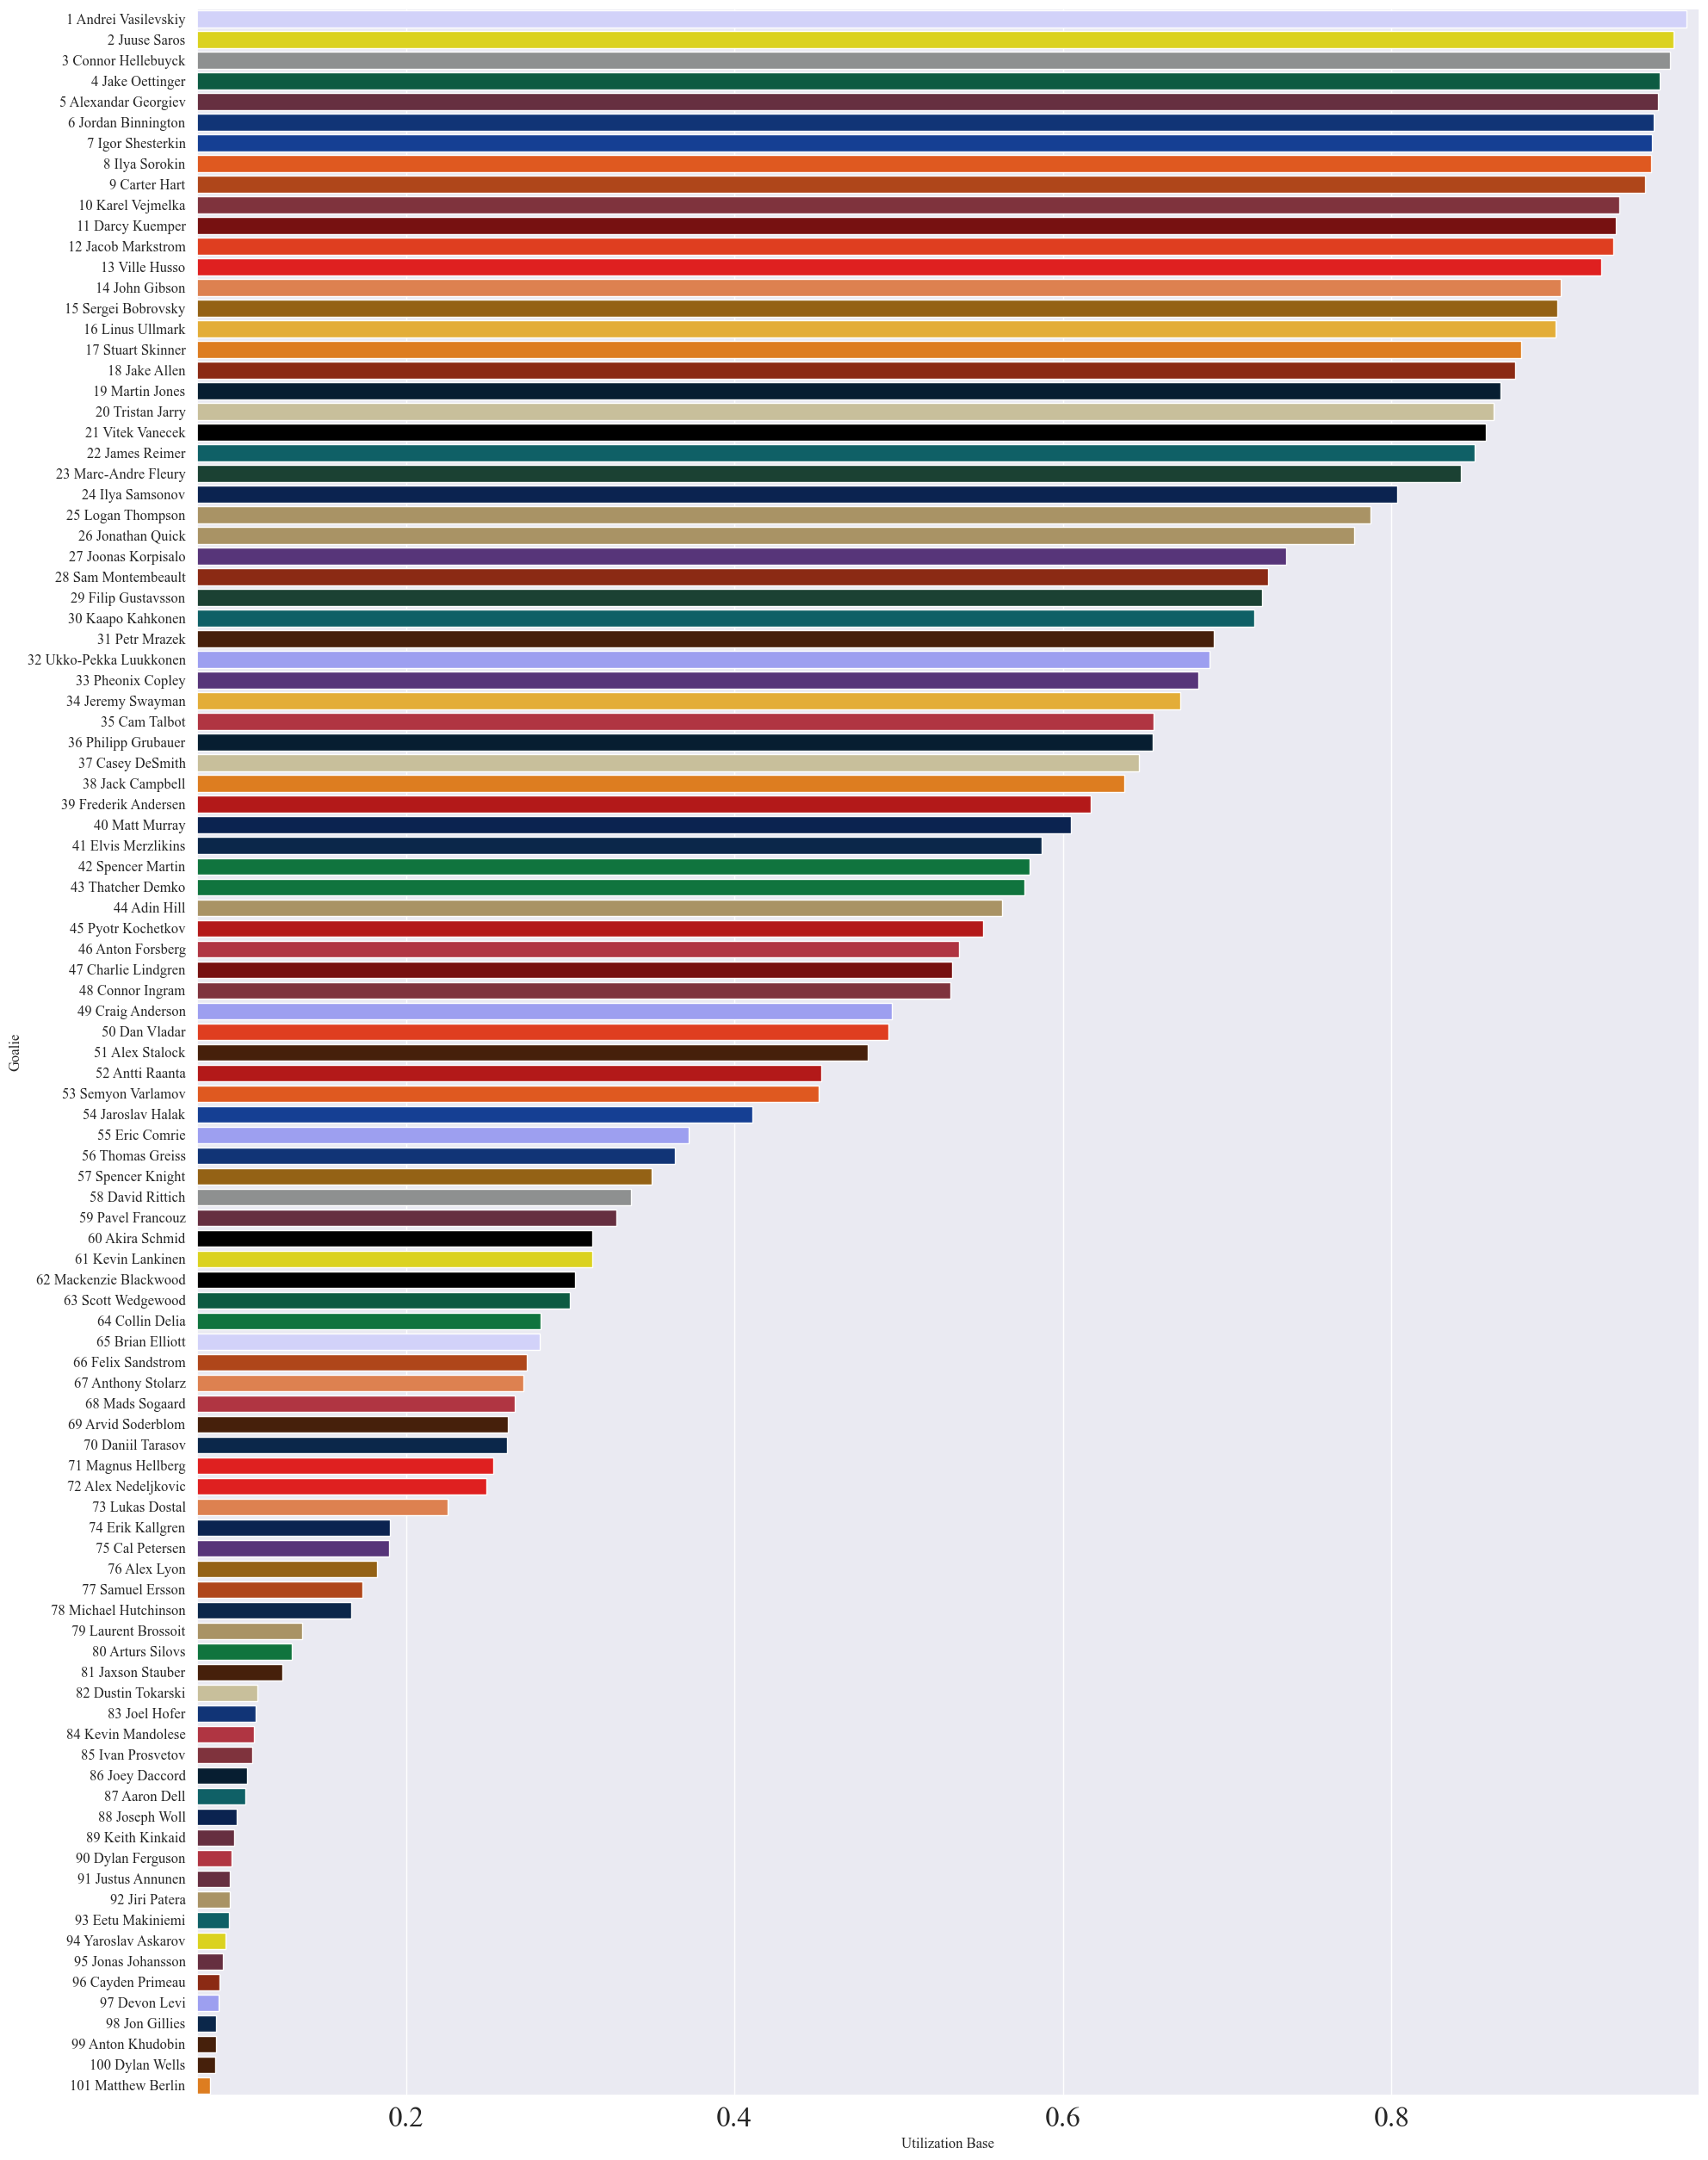 1 Andrei Vasilevskiy
2 Juuse Saros
3 Connor Hellebuyck
4 Jake Oettinger
5 Alexandar Georgiev
6 Jordan Binnington
7 Igor Shesterkin
8 Ilya Sorokin
9 Carter Hart
10 Karel Vejmelka
11 Darcy Kuemper
12 Jacob Markstrom
13 Ville Husso
14 John Gibson
15 Sergei Bobrovsky
16 Linus Ullmark
17 Stuart Skinner
18 Jake Allen
19 Martin Jones
20 Tristan Jarry
21 Vitek Vanecek
22 James Reimer
23 Marc-Andre Fleury
24 Ilya Samsonov
25 Logan Thompson
26 Jonathan Quick
27 Joonas Korpisalo
28 Sam Montembeault
29 Filip Gustavsson
30 Kaapo Kahkonen
31 Petr Mrazek
32 Ukko-Pekka Luukkonen
33 Pheonix Copley
34 Jeremy Swayman
35 Cam Talbot
36 Philipp Grubauer
37 Casey DeSmith
38 Jack Campbell
39 Frederik Andersen
40 Matt Murray
41 Elvis Merzlikins
42 Spencer Martin
43 Thatcher Demko
44 Adin Hill
45 Pyotr Kochetkov
46 Anton Forsberg
47 Charlie Lindgren
48 Connor Ingram
49 Craig Anderson
50 Dan Vladar
51 Alex Stalock
52 Antti Raanta
53 Semyon Varlamov
54 Jaroslav Halak
55 Eric Comrie
56 Thomas Greiss
57 Spencer Knight
58 David Rittich
59 Pavel Francouz
60 Akira Schmid
61 Kevin Lankinen
62 Mackenzie Blackwood
63 Scott Wedgewood
64 Collin Delia
65 Brian Elliott
66 Felix Sandstrom
67 Anthony Stolarz
68 Mads Sogaard
69 Arvid Soderblom
70 Daniil Tarasov
71 Magnus Hellberg
72 Alex Nedeljkovic
73 Lukas Dostal
74 Erik Kallgren
75 Cal Petersen
76 Alex Lyon
77 Samuel Ersson
78 Michael Hutchinson
79 Laurent Brossoit
80 Arturs Silovs
81 Jaxson Stauber
82 Dustin Tokarski
83 Joel Hofer
84 Kevin Mandolese
85 Ivan Prosvetov
86 Joey Daccord
87 Aaron Dell
88 Joseph Woll
89 Keith Kinkaid
90 Dylan Ferguson
91 Justus Annunen
92 Jiri Patera
93 Eetu Makiniemi
94 Yaroslav Askarov
95 Jonas Johansson
96 Cayden Primeau
97 Devon Levi
98 Jon Gillies
99 Anton Khudobin
100 Dylan Wells
101 Matthew Berlin
Goalie
0.2 0.4 0.6 0.8
Utilization Base